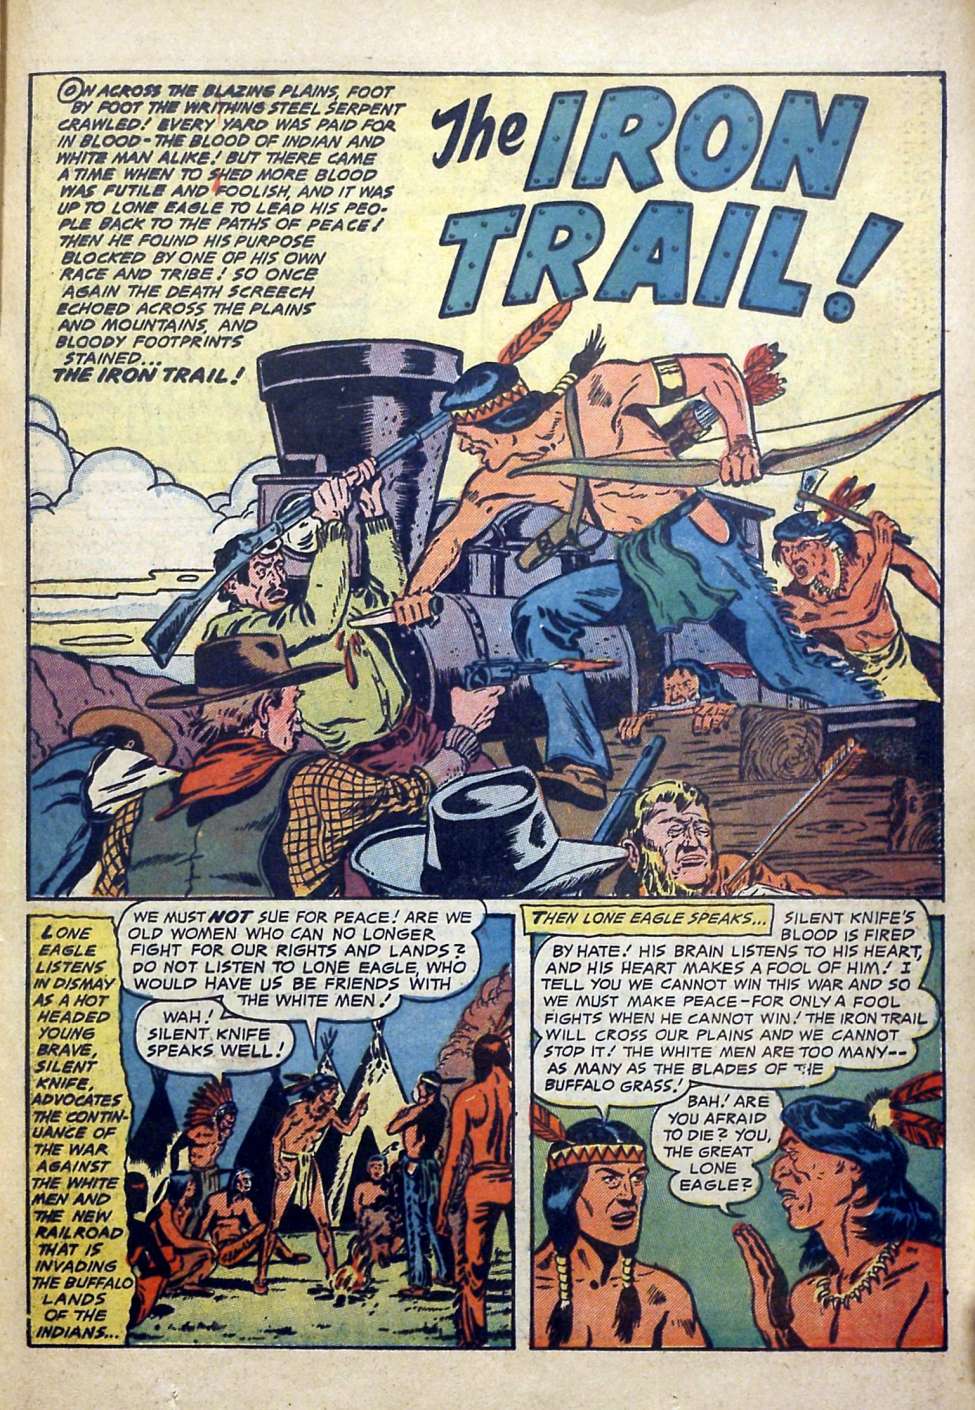 The IRON
TRAIL!
ON ACROSS THE BLAZING PLAINS, FOOT
BY FOOT THE WRITHING STEEL SERPENT
CRAWLED! EVERY YARD WAS PAID FOR
IN BLOOD-THE BLOOD OF INDIAN AND
WHITE MAN ALIKE! BUT THERE CAME
A TIME WHEN TO SHED MORE BLOOD
WAS FUTILE AND FOOLISH, AND IT WAS
UP TO LONE EAGLE TO LEAD HIS PEO-
PLE BACK TO THE PATHS OF PEACE!
THEN HE FOUND HIS PURPOSE
BLOCKED BY ONE OF HIS OWN
RACE AND TRIBE! SO ONCE
AGAIN THE DEATH SCREECH
ECHOED ACROSS THE PLAINS
AND MOUNTAINS, AND
BLOODY FOOTPRINTS
STAINED...
THE IRON TRAIL!
LONE
EAGLE
LISTENS
IN DISMAY
AS A HOT
HEADED
YOUNG
BRAVE,
SILENT
KNIFE,
ADVOCATES
THE CONTIN-
UANCE OF
THE WAR
AGAINST
THE WHITE
MEN AND
THE NEW
RAILROAD
THAT IS
INVADING
THE BUFFALO
LANDS
OF THE
INDIANS...
WE MUST NOT SUE FOR PEACE! ARE WE
OLD WOMEN WHO CAN NO LONGER
FIGHT FOR OUR RIGHTS AND LANDS?
DO NOT LISTEN TO LONE EAGLE, WHO
WOULD HAVE US BE FRIENDS WITH
THE WHITE MEN!
WAH!
SILENT KNIFE
SPEAKS WELL!
THEN LONE EAGLE SPEAKS...
SILENT KNIFE'S
BLOOD IS FIRED
BY HATE! HIS BRAIN LISTENS TO HIS HEART,
AND HIS HEART MAKES A FOOL OF HIM! I
TELL YOU WE CANNOT WIN THIS WAR AND SO
WE MUST MAKE PEACE-FOR ONLY A FOOL
FIGHTS WHEN HE CANNOT WIN! THE IRON TRAIL
WILL CROSS OUR PLAINS AND WE CANNOT
STOP IT! THE WHITE MEN ARE TOO MANY--
AS MANY AS THE BLADES OF THE
BUFFALO GRASS!
BAH! ARE
YOU AFRAID
TO DIE? YOU,
THE GREAT
LONE
EAGLE?